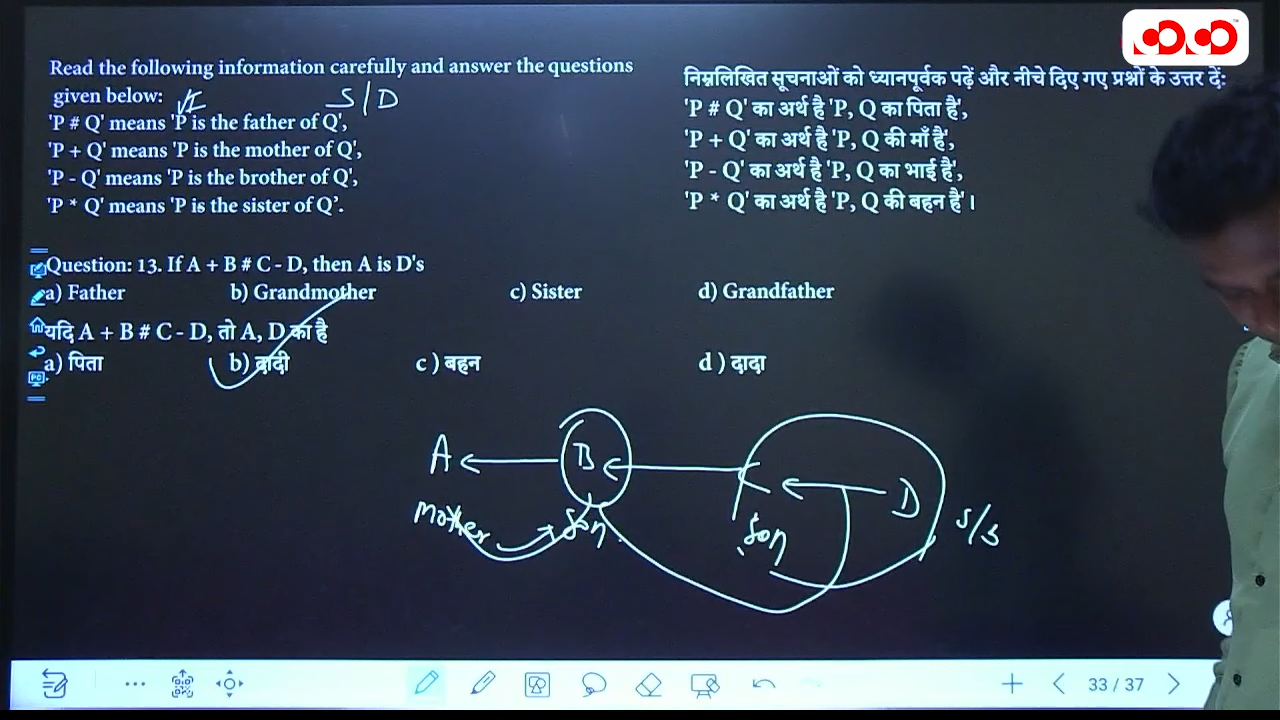 Read the following information carefully and answer the questions
given below:
S/D
'P # Q' means 'P is the father of Q',
'P + Q' means 'P is the mother of Q',
'P - Q' means 'P is the brother of Q',
'P * Q' means 'P is the sister of Q’.
निम्नलिखित सूचनाओं को ध्यानपूर्वक पढ़ें और नीचे दिए गए प्रश्नों के उत्तर दें:
'P # Q' का अर्थ है 'P, Q का पिता है',
'P + Q' का अर्थ है 'P, Q की माँ है',
'P - Q' का अर्थ है 'P, Q का भाई है',
'P * Q' का अर्थ है 'P, Q की बहन है'।
Question: 13. If A + B # C - D, then A is D's
a) Father b) Grandmother c) Sister d) Grandfather
यदि A + B # C - D, तो A, D का है
a) पिता b) दादी c ) बहन d ) दादा
A B C D
Mother Son Son S/S
PC
33 / 37